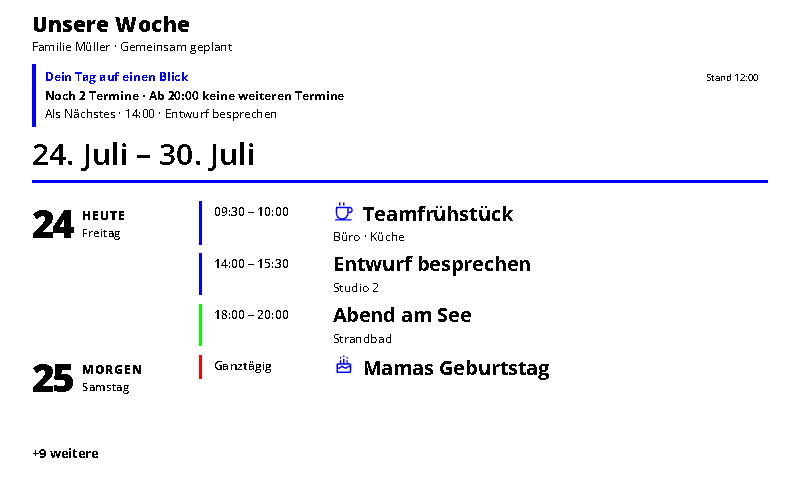 Unsere Woche
Familie Müller · Gemeinsam geplant
Dein Tag auf einen Blick
Stand 12:00
Noch 2 Termine · Ab 20:00 keine weiteren Termine
Als Nächstes · 14:00 · Entwurf besprechen
24. Juli – 30. Juli
24 HEUTE
Freitag
09:30 – 10:00
Teamfrühstück
Büro · Küche
14:00 – 15:30
Entwurf besprechen
Studio 2
18:00 – 20:00
Abend am See
Strandbad
25 MORGEN
Samstag
Ganztägig
Mamas Geburtstag
+9 weitere